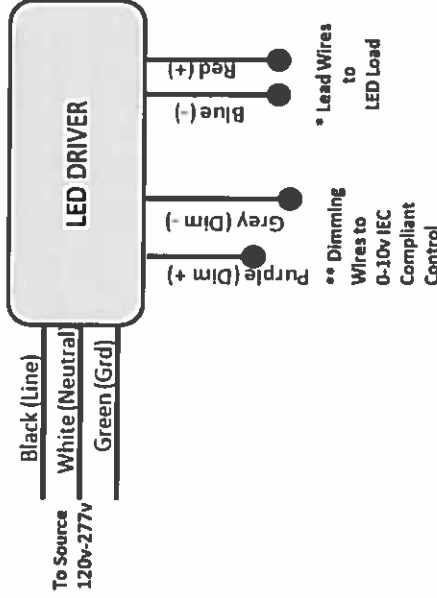 Black (Line)
White (Neutral)
Green (Grd)
To Source
120v-277v
LED DRIVER
Purple (Dim +)
Grey (Dim -)
Blue (-)
Red (+)
** Dimming
Wires to
0-10v IEC
Compliant
Control
* Lead Wires
to
LED Load